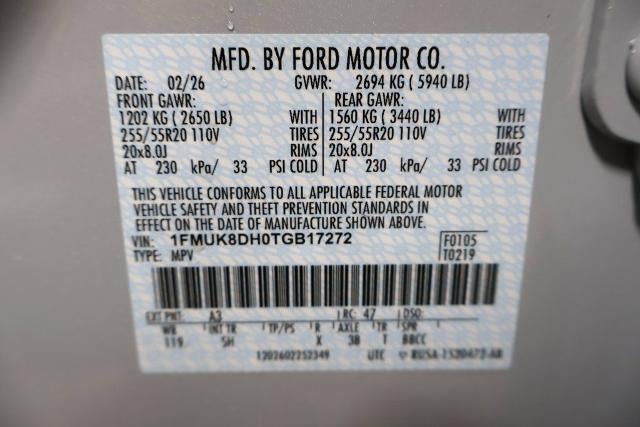 MFD. BY FORD MOTOR CO.
DATE: 02/26 GVWR: 2694 KG ( 5940 LB)
FRONT GAWR: REAR GAWR:
1202 KG ( 2650 LB) WITH 1560 KG ( 3440 LB) WITH
255/55R20 110V TIRES 255/55R20 110V TIRES
20x8.0J RIMS 20x8.0J RIMS
AT 230 kPa/ 33 PSI COLD AT 230 kPa/ 33 PSI COLD
THIS VEHICLE CONFORMS TO ALL APPLICABLE FEDERAL MOTOR
VEHICLE SAFETY AND THEFT PREVENTION STANDARDS IN
EFFECT ON THE DATE OF MANUFACTURE SHOWN ABOVE.
VIN: 1FMUK8DH0TGB17272 F0105
TYPE: MPV T0219
EXT PNT: A3 RC: 47 DSO:
WB INT TR TP/PS R AXLE TR SPR
119 SH X 38 T BBCC
1202602252349 UTC